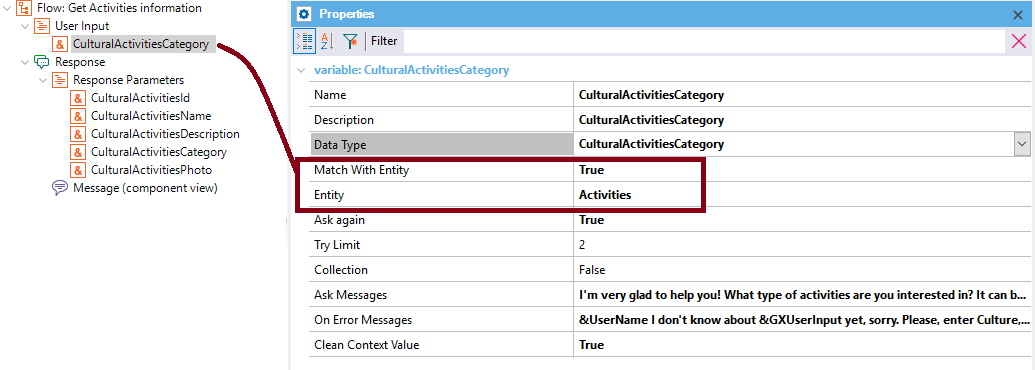 Flow: Get Activities information
User Input
& CulturalActivitiesCategory
Response
Response Parameters
& CulturalActivitiesId
& CulturalActivitiesName
& CulturalActivitiesDescription
& CulturalActivitiesCategory
& CulturalActivitiesPhoto
Message (component view)
Properties
A Z Filter
variable: CulturalActivitiesCategory
Name CulturalActivitiesCategory
Description CulturalActivitiesCategory
Data Type CulturalActivitiesCategory
Match With Entity True
Entity Activities
Ask again True
Try Limit 2
Collection False
Ask Messages I'm very glad to help you! What type of activities are you interested in? It can b...
On Error Messages &UserName I don't know about &GXUserInput yet, sorry. Please, enter Culture,...
Clean Context Value True